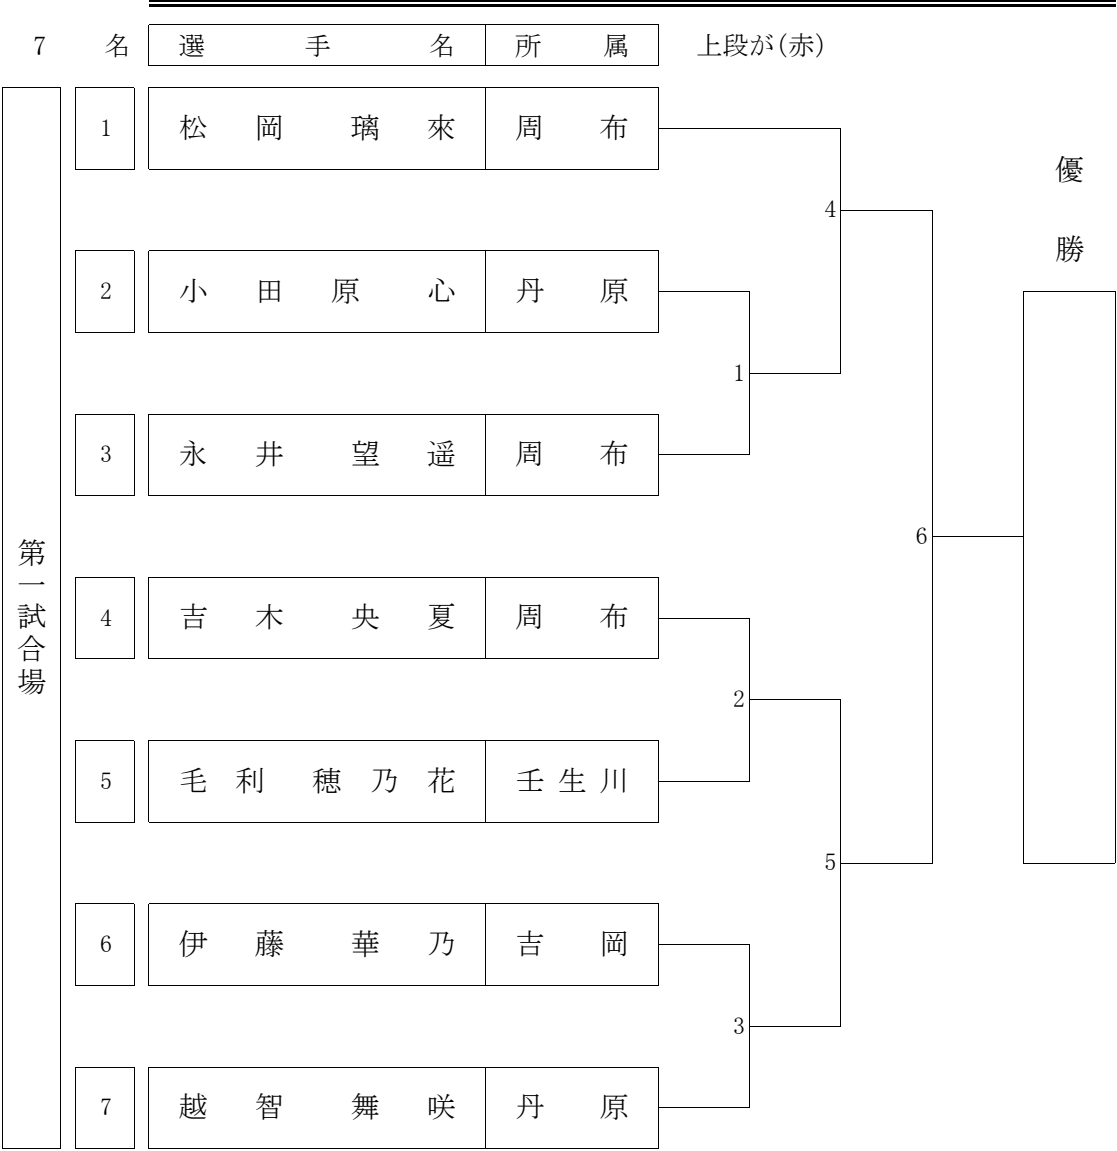 7 名 選手名 所属 上段が(赤)
1 松岡 璃來 周布
優勝
4
2 小田原 心 丹原
1
3 永井 望遥 周布
第一試合場
6
4 吉木 央夏 周布
2
5 毛利 穂乃花 壬生川
5
6 伊藤 華乃 吉岡
3
7 越智 舞咲 丹原